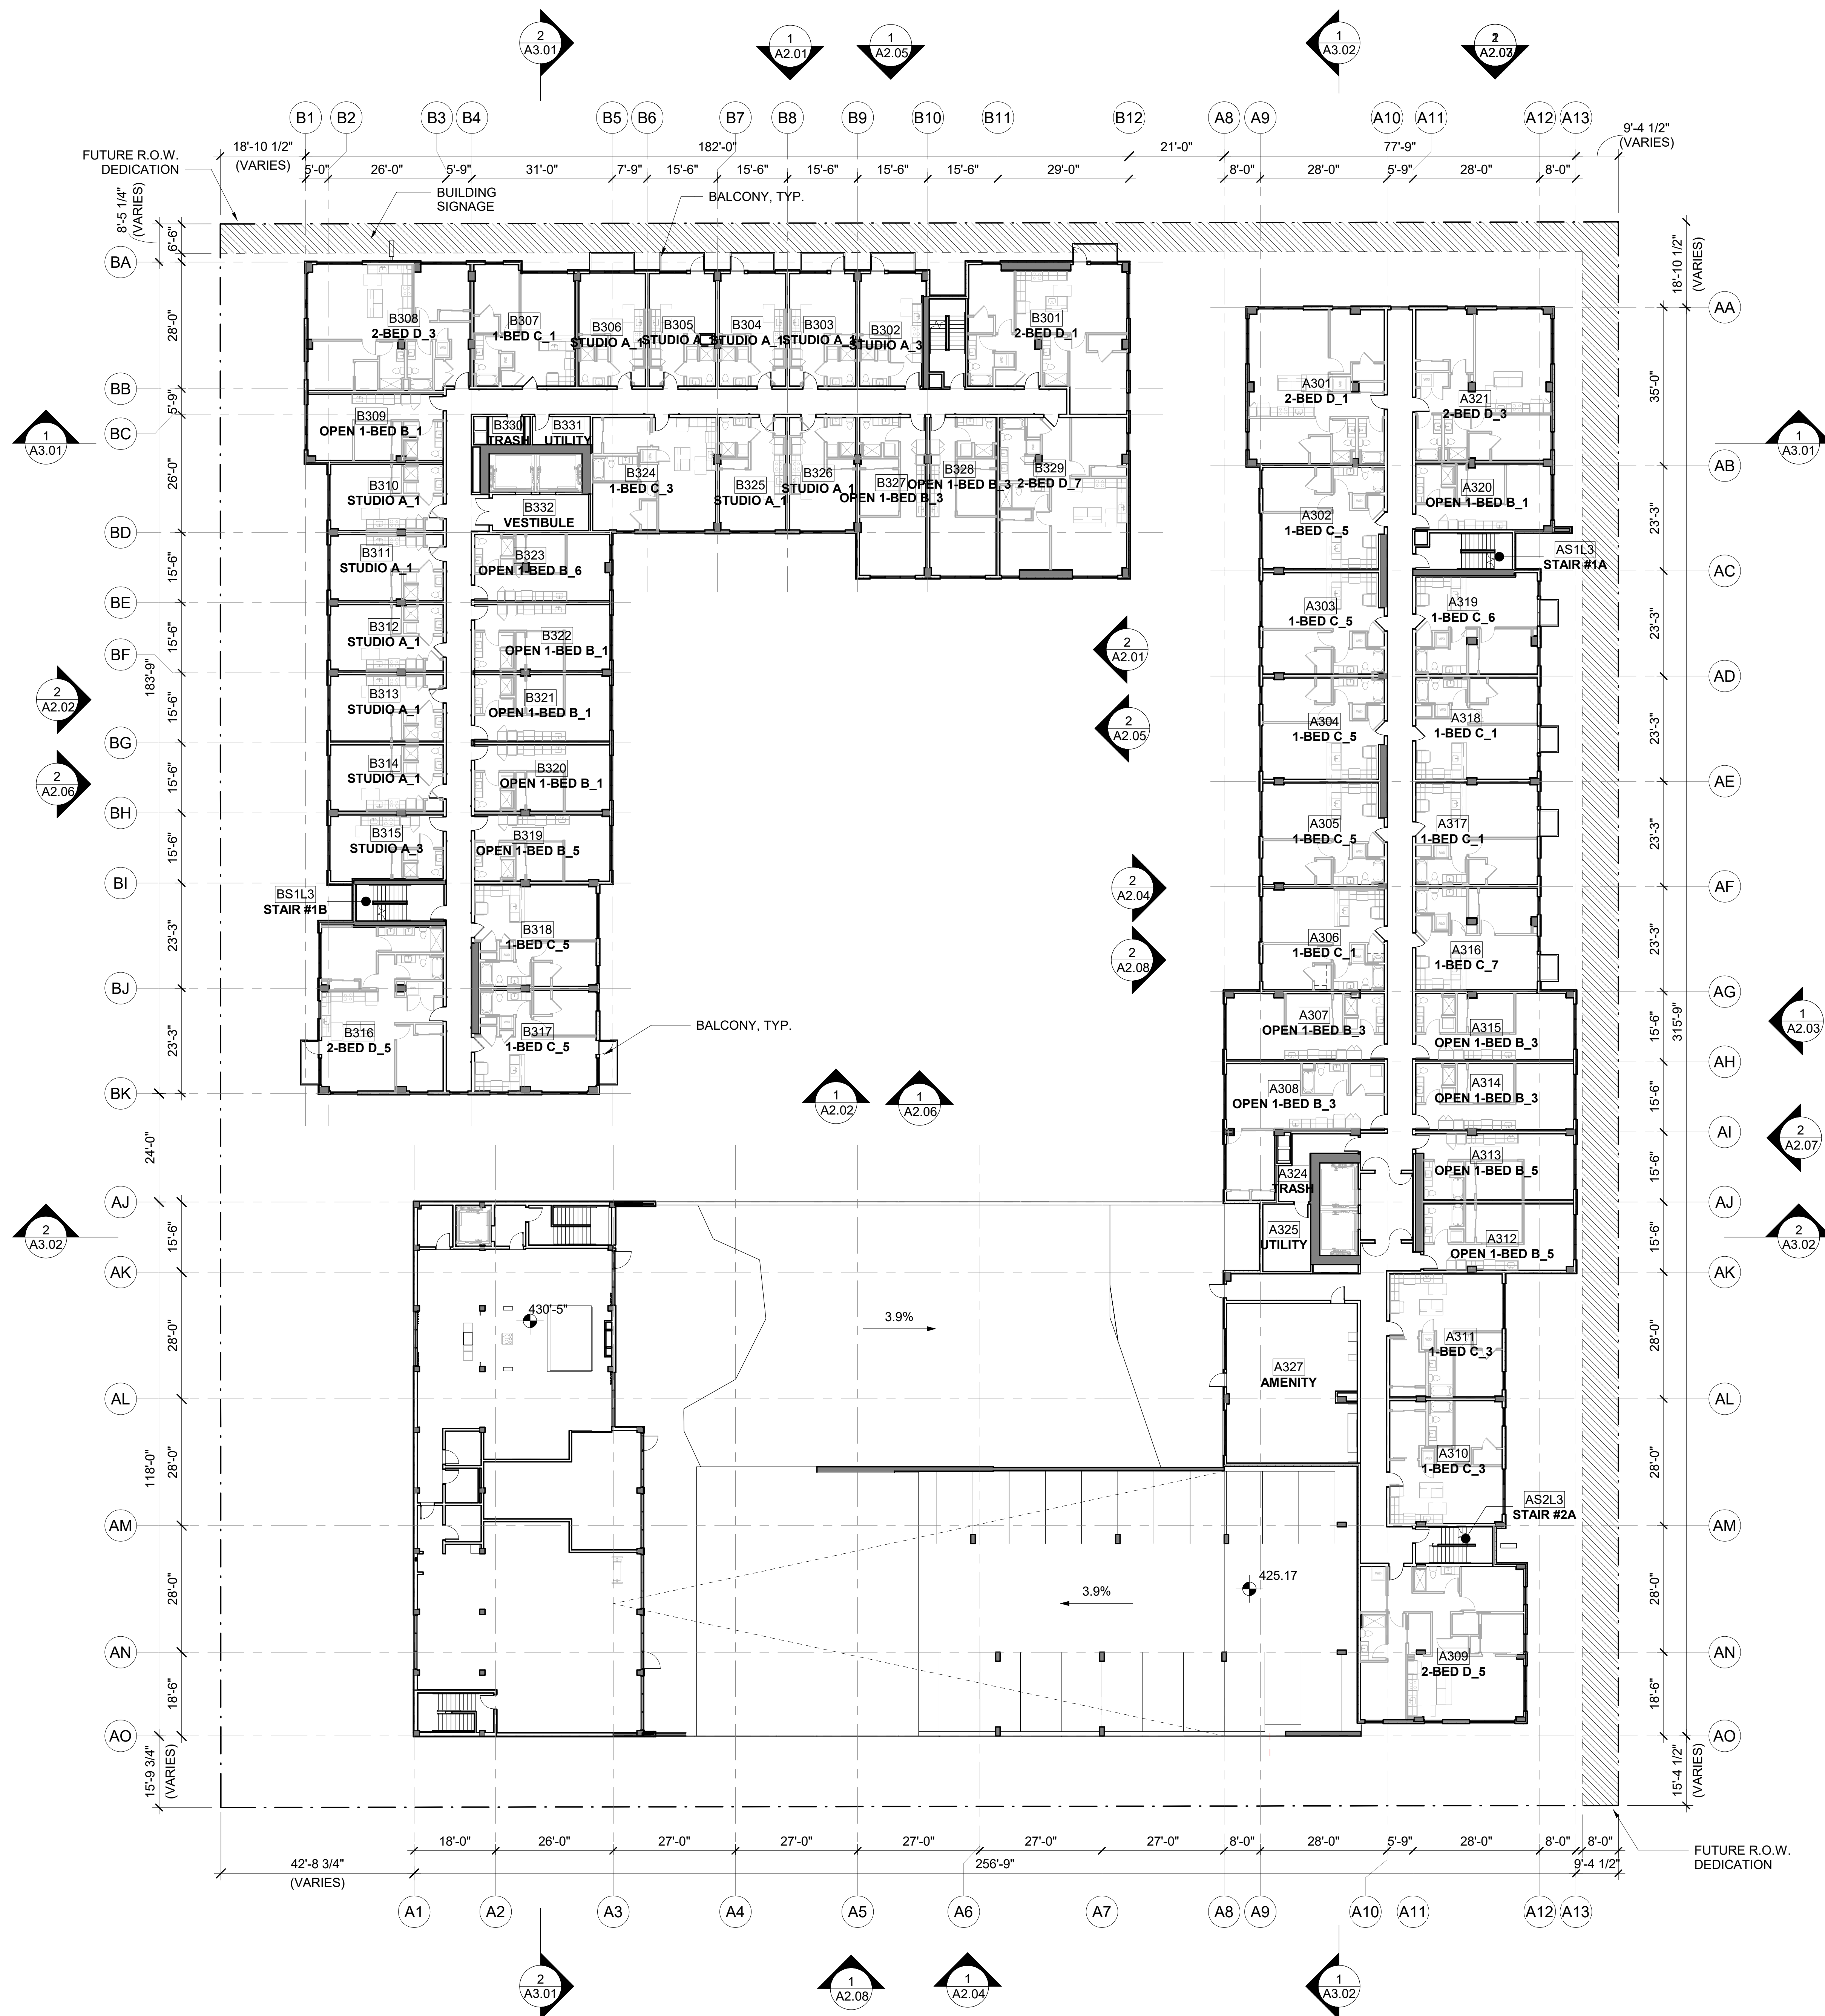 2
A3.01
1
A2.01
1
A2.05
1
A3.02
A2.03
B1
B2
B3
B4
B5
B6
B7
B8
B9
B10
B11
B12
A8
A9
A10
A11
A12
A13
FUTURE R.O.W.
DEDICATION
18'-10 1/2"
(VARIES)
182'-0"
21'-0"
77'-9"
9'-4 1/2"
(VARIES)
5'-0"
26'-0"
5'-9"
31'-0"
7'-9"
15'-6"
15'-6"
15'-6"
15'-6"
15'-6"
29'-0"
8'-0"
28'-0"
5'-9"
28'-0"
8'-0"
BUILDING
SIGNAGE
BALCONY, TYP.
8'-5 1/4"
(VARIES)
6'-6"
28'-0"
5'-9"
26'-0"
15'-6"
15'-6"
15'-6"
15'-6"
15'-6"
23'-3"
23'-3"
183'-9"
24'-0"
15'-6"
28'-0"
28'-0"
28'-0"
18'-6"
118'-0"
15'-9 3/4"
(VARIES)
BA
BB
BC
BD
BE
BF
BG
BH
BI
BJ
BK
AJ
AK
AL
AM
AN
AO
1
A3.01
2
A2.02
2
A2.06
2
A3.02
B308
2-BED D_3
B307
1-BED C_1
B306
STUDIO A_1
B305
STUDIO A_1
B304
STUDIO A_1
B303
STUDIO A_1
B302
STUDIO A_3
B301
2-BED D_1
B309
OPEN 1-BED B_1
B330
TRASH
B331
UTILITY
B310
STUDIO A_1
B332
VESTIBULE
B324
1-BED C_3
B325
STUDIO A_1
B326
STUDIO A_1
B327
OPEN 1-BED B_3
B328
OPEN 1-BED B_3
B329
2-BED D_7
B311
STUDIO A_1
B323
OPEN 1-BED B_6
B312
STUDIO A_1
B322
OPEN 1-BED B_1
B313
STUDIO A_1
B321
OPEN 1-BED B_1
B314
STUDIO A_1
B320
OPEN 1-BED B_1
B315
STUDIO A_3
B319
OPEN 1-BED B_5
BS1L3
STAIR #1B
B318
1-BED C_5
B316
2-BED D_5
B317
1-BED C_5
BALCONY, TYP.
2
A2.01
2
A2.05
2
A2.04
2
A2.08
1
A2.02
1
A2.06
A301
2-BED D_1
A321
2-BED D_3
A302
1-BED C_5
A320
OPEN 1-BED B_1
AS1L3
STAIR #1A
A303
1-BED C_5
A319
1-BED C_6
A304
1-BED C_5
A318
1-BED C_1
A305
1-BED C_5
A317
1-BED C_1
A306
1-BED C_1
A316
1-BED C_7
A307
OPEN 1-BED B_3
A315
OPEN 1-BED B_3
A308
OPEN 1-BED B_3
A314
OPEN 1-BED B_3
A313
OPEN 1-BED B_5
A324
TRASH
A325
UTILITY
A312
OPEN 1-BED B_5
A311
1-BED C_3
A327
AMENITY
A310
1-BED C_3
AS2L3
STAIR #2A
A309
2-BED D_5
430'-5"
3.9%
3.9%
425.17
18'-10 1/2"
(VARIES)
35'-0"
23'-3"
23'-3"
23'-3"
23'-3"
23'-3"
15'-6"
15'-6"
15'-6"
15'-6"
28'-0"
28'-0"
28'-0"
18'-6"
315'-9"
15'-4 1/2"
(VARIES)
AA
AB
AC
AD
AE
AF
AG
AH
AI
AJ
AK
AL
AM
AN
AO
1
A3.01
1
A2.03
2
A2.07
2
A3.02
18'-0"
26'-0"
27'-0"
27'-0"
27'-0"
27'-0"
27'-0"
8'-0"
28'-0"
5'-9"
28'-0"
8'-0"
8'-0"
42'-8 3/4"
(VARIES)
256'-9"
9'-4 1/2"
FUTURE R.O.W.
DEDICATION
A1
A2
A3
A4
A5
A6
A7
A8
A9
A10
A11
A12
A13
2
A3.01
1
A2.08
1
A2.04
1
A3.02